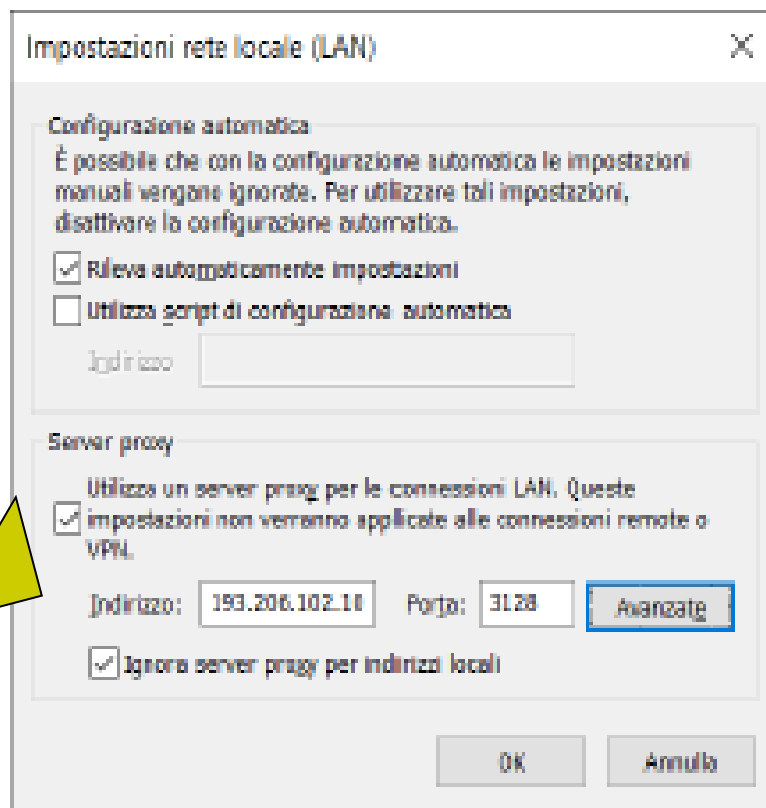 Impostazioni rete locale (LAN)
Configurazione automatica
È possibile che con la configurazione automatica le impostazioni
manuali vengano ignorate. Per utilizzare tali impostazioni,
disattivare la configurazione automatica.
Rileva automaticamente impostazioni
Utilizza script di configurazione automatica
Indirizzo
Server proxy
Utilizza un server proxy per le connessioni LAN. Queste
impostazioni non verranno applicate alle connessioni remote o
VPN.
Indirizzo: 193.206.102.10 Porta: 3128 Avanzate
Ignora server proxy per indirizzi locali
OK Annulla